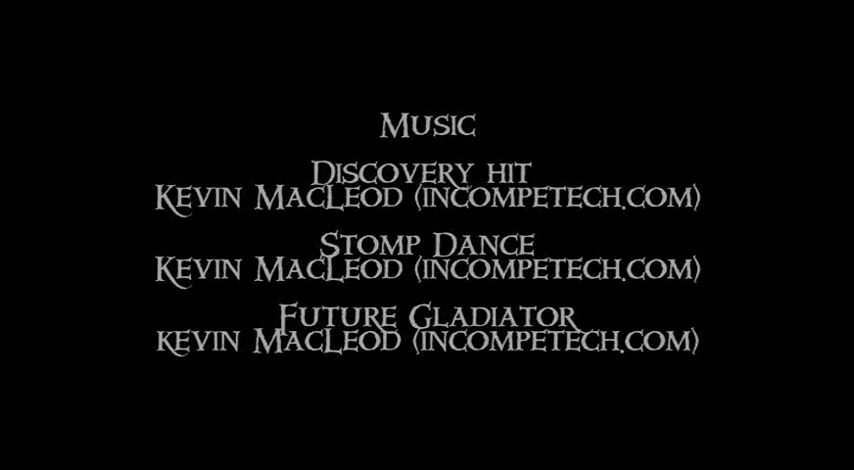 Music
Discovery hit
Kevin MacLeod (incompetech.com)
Stomp Dance
Kevin MacLeod (incompetech.com)
Future Gladiator
kevin MacLeod (incompetech.com)